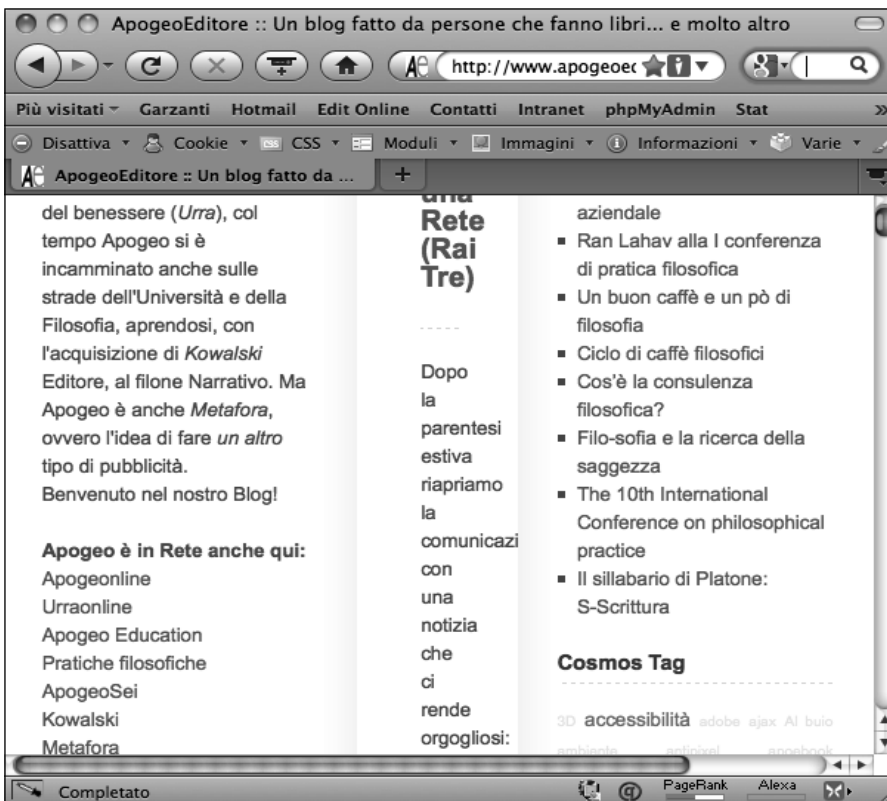 ApogeoEditore :: Un blog fatto da persone che fanno libri... e molto altro
http://www.apogeoec
Più visitati Garzanti Hotmail Edit Online Contatti Intranet phpMyAdmin Stat »
Disattiva Cookie CSS Moduli Immagini Informazioni Varie
ApogeoEditore :: Un blog fatto da ... +
del benessere (Urra), col
tempo Apogeo si è
incamminato anche sulle
strade dell'Università e della
Filosofia, aprendosi, con
l'acquisizione di Kowalski
Editore, al filone Narrativo. Ma
Apogeo è anche Metafora,
ovvero l'idea di fare un altro
tipo di pubblicità.
Benvenuto nel nostro Blog!
Apogeo è in Rete anche qui:
Apogeonline
Urraonline
Apogeo Education
Pratiche filosofiche
ApogeoSei
Kowalski
Metafora
una
Rete
(Rai
Tre)
Dopo
la
parentesi
estiva
riapriamo
la
comunicazi
con
una
notizia
che
ci
rende
orgogliosi:
aziendale
Ran Lahav alla I conferenza
di pratica filosofica
Un buon caffè e un pò di
filosofia
Ciclo di caffè filosofici
Cos'è la consulenza
filosofica?
Filo-sofia e la ricerca della
saggezza
The 10th International
Conference on philosophical
practice
Il sillabario di Platone:
S-Scrittura
Cosmos Tag
3D accessibilità adobe ajax Al buio
ambiente antipixel apogebook
Completato PageRank Alexa